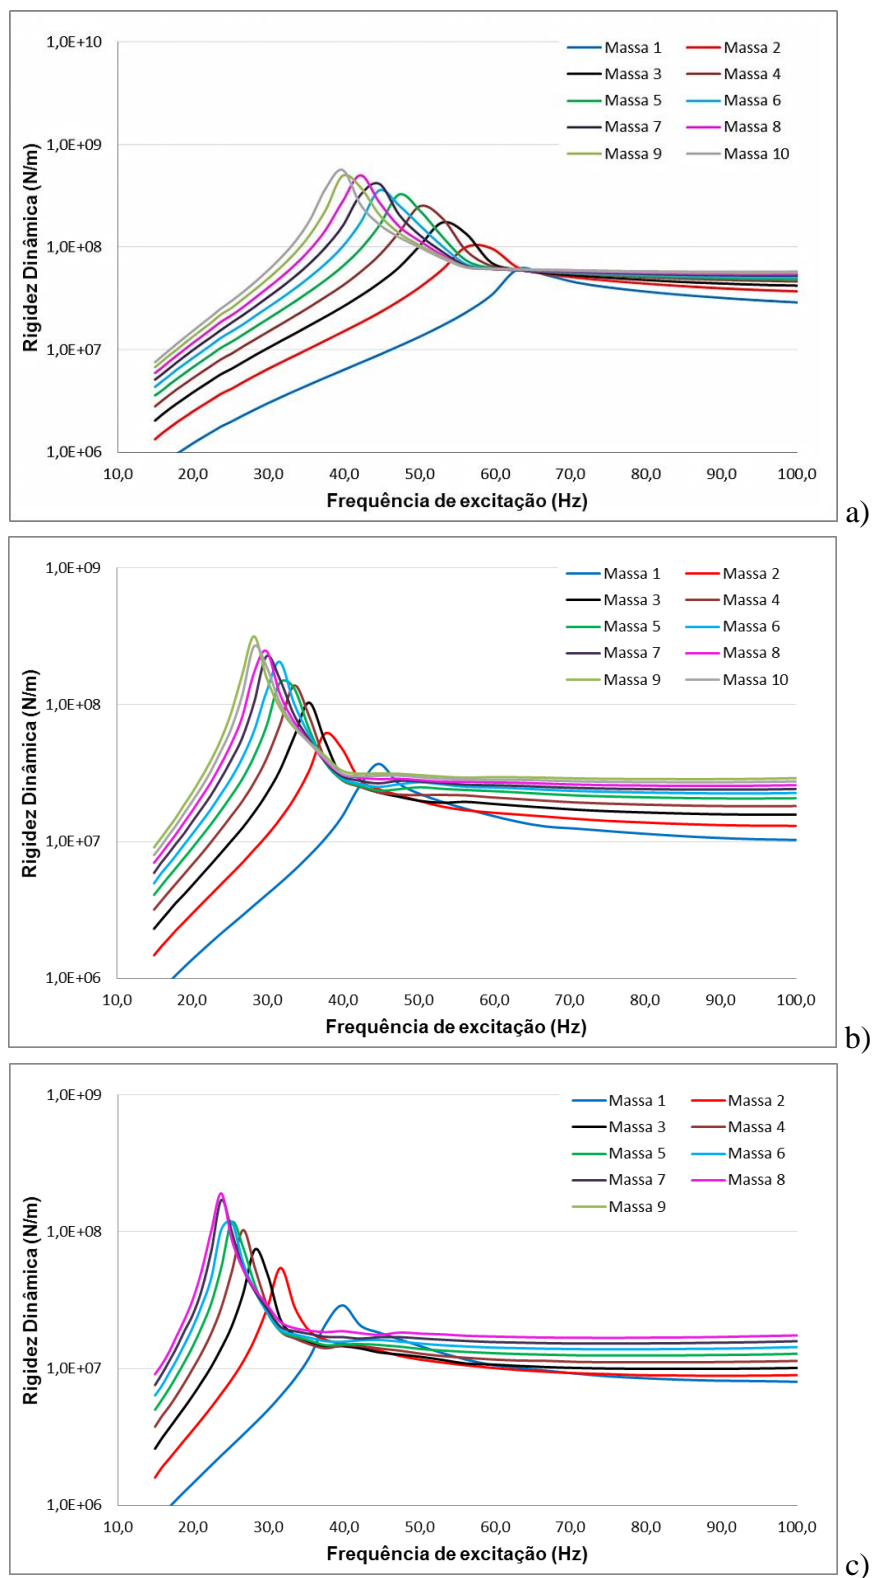 1,0E+10
1,0E+09
1,0E+08
1,0E+07
1,0E+06
Rigidez Dinâmica (N/m)
Massa 1 Massa 2
Massa 3 Massa 4
Massa 5 Massa 6
Massa 7 Massa 8
Massa 9 Massa 10
10,0 20,0 30,0 40,0 50,0 60,0 70,0 80,0 90,0 100,0
Frequência de excitação (Hz)
a)
1,0E+09
1,0E+08
1,0E+07
1,0E+06
Rigidez Dinâmica (N/m)
Massa 1 Massa 2
Massa 3 Massa 4
Massa 5 Massa 6
Massa 7 Massa 8
Massa 9 Massa 10
10,0 20,0 30,0 40,0 50,0 60,0 70,0 80,0 90,0 100,0
Frequência de excitação (Hz)
b)
1,0E+09
1,0E+08
1,0E+07
1,0E+06
Rigidez Dinâmica (N/m)
Massa 1 Massa 2
Massa 3 Massa 4
Massa 5 Massa 6
Massa 7 Massa 8
Massa 9
10,0 20,0 30,0 40,0 50,0 60,0 70,0 80,0 90,0 100,0
Frequência de excitação (Hz)
c)